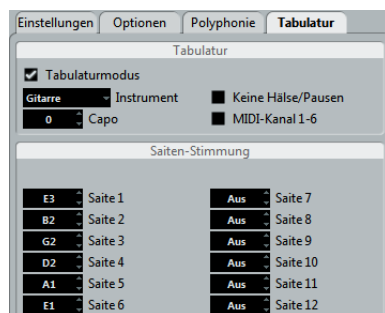 Einstellungen Optionen Polyphonie Tabulatur
Tabulatur
Tabulaturmodus
Gitarre Instrument Keine Hälse/Pausen
0 Capo MIDI-Kanal 1-6
Saiten-Stimmung
E3 Saite 1 Aus Saite 7
B2 Saite 2 Aus Saite 8
G2 Saite 3 Aus Saite 9
D2 Saite 4 Aus Saite 10
A1 Saite 5 Aus Saite 11
E1 Saite 6 Aus Saite 12